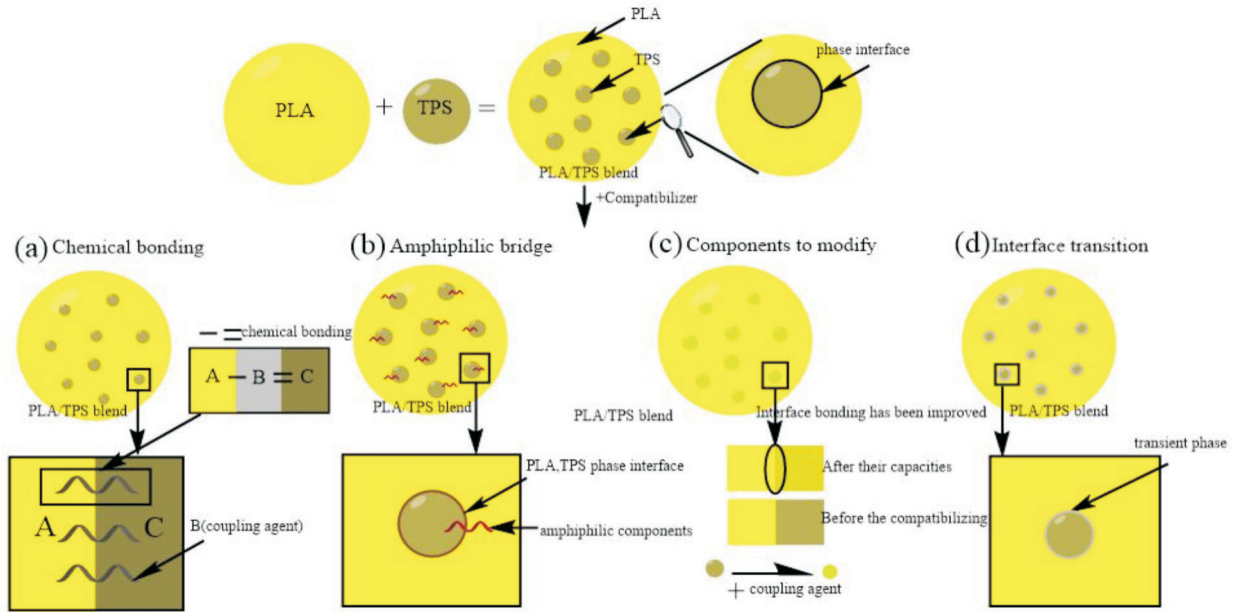 PLA
TPS
phase interface
PLA
+
TPS
=
PLA/TPS blend
+Compatibilizer
(a) Chemical bonding
(b) Amphiphilic bridge
(c) Components to modify
(d) Interface transition
chemical bonding
A
B
C
PLA/TPS blend
PLA/TPS blend
PLA/TPS blend
Interface bonding has been improved
PLA/TPS blend
A
C
B(coupling agent)
PLA,TPS phase interface
amphiphilic components
After their capacities
Before the compatibilizing
+ coupling agent
transient phase